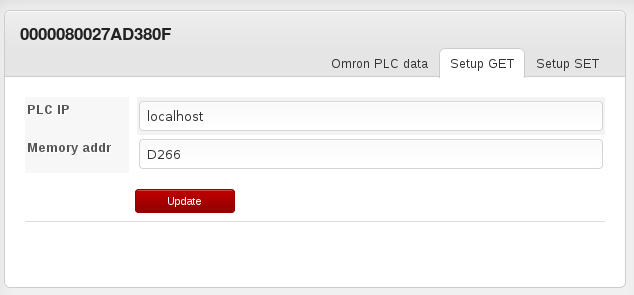 0000080027AD380F
Omron PLC data Setup GET Setup SET
PLC IP localhost
Memory addr D266
Update